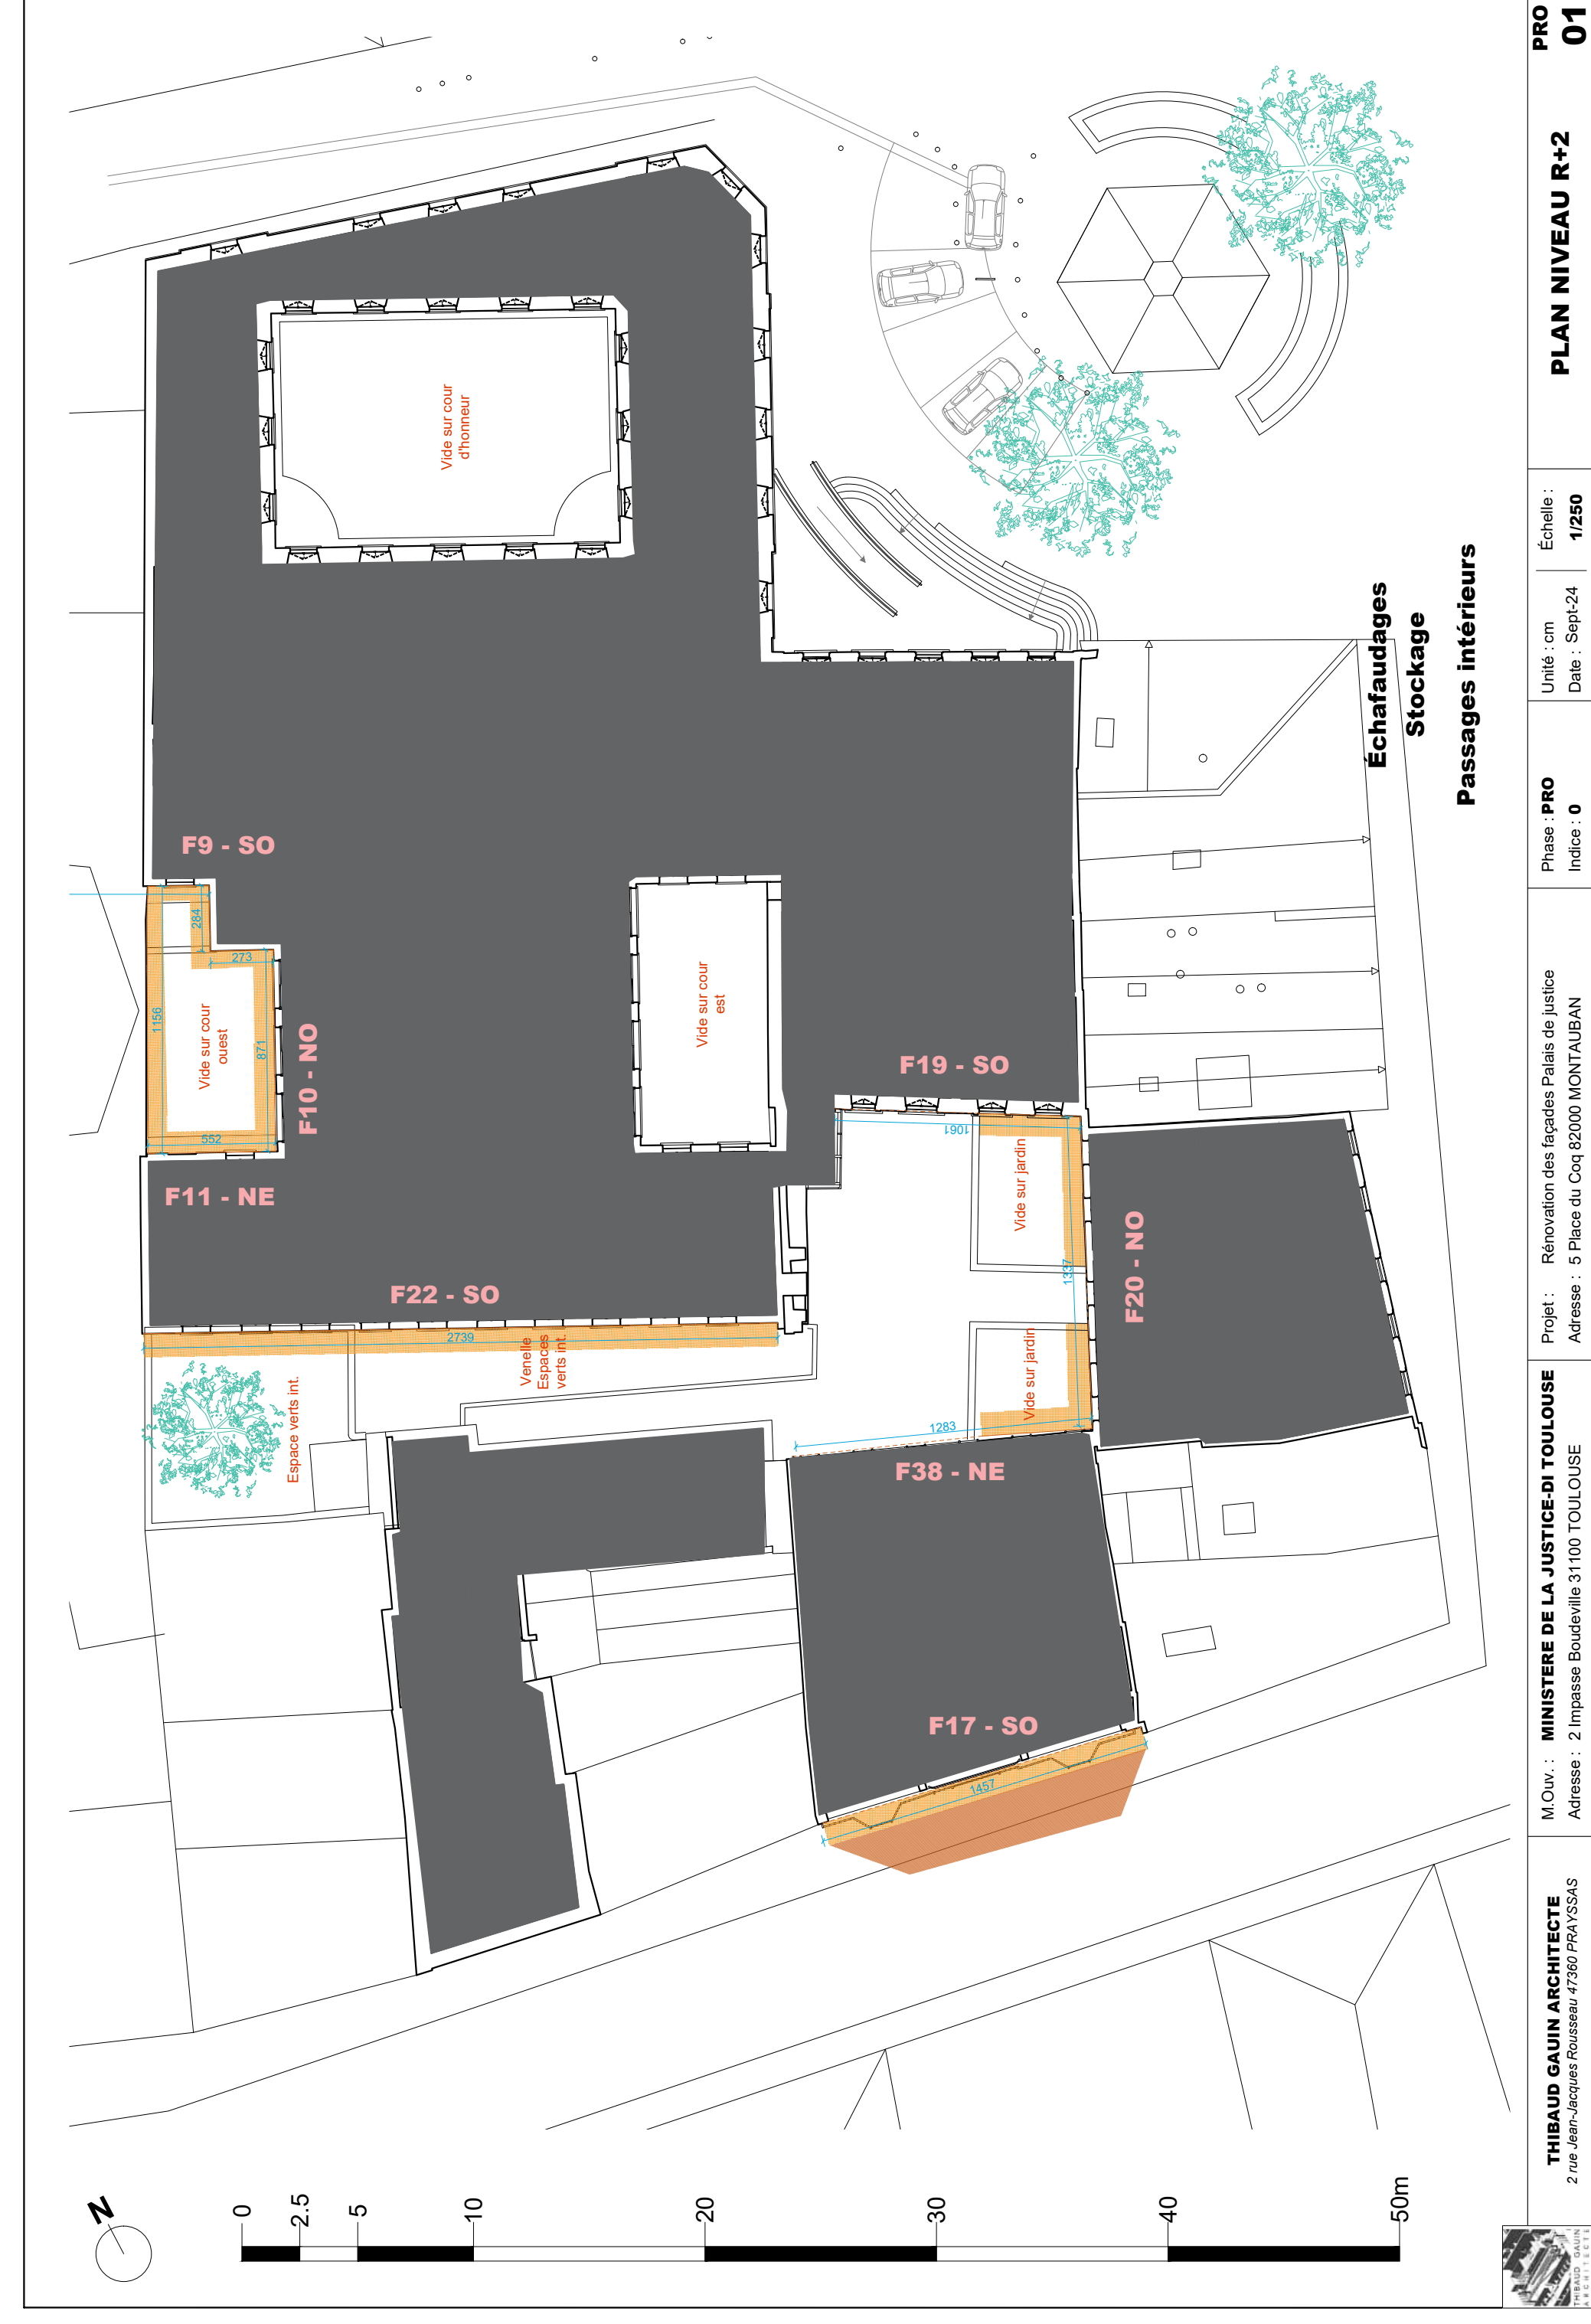 F9 - SO
F10 - NO
F11 - NE
F22 - SO
F19 - SO
F20 - NO
F38 - NE
F17 - SO
Vide sur cour
d'honneur
Vide sur cour
ouest
Vide sur cour
est
Vide sur jardin
Vide sur jardin
Venelle
Espaces
verts int.
Espace verts int.
284
273
1156
871
552
2739
1061
1337
1283
1457
Échafaudages
Stockage
Passages intérieurs
N
0
2.5
5
10
20
30
40
50m
THIBAUD GAUIN
ARCHITECTE
THIBAUD GAUIN ARCHITECTE
2 rue Jean-Jacques Rousseau 47360 PRAYSSAS
M.Ouv. : MINISTERE DE LA JUSTICE-DI TOULOUSE
Adresse : 2 Impasse Boudeville 31100 TOULOUSE
Projet : Rénovation des façades Palais de justice
Adresse : 5 Place du Coq 82000 MONTAUBAN
Phase : PRO
Indice : 0
Unité : cm
Date : Sept-24
Échelle :
1/250
PLAN NIVEAU R+2
PRO
01